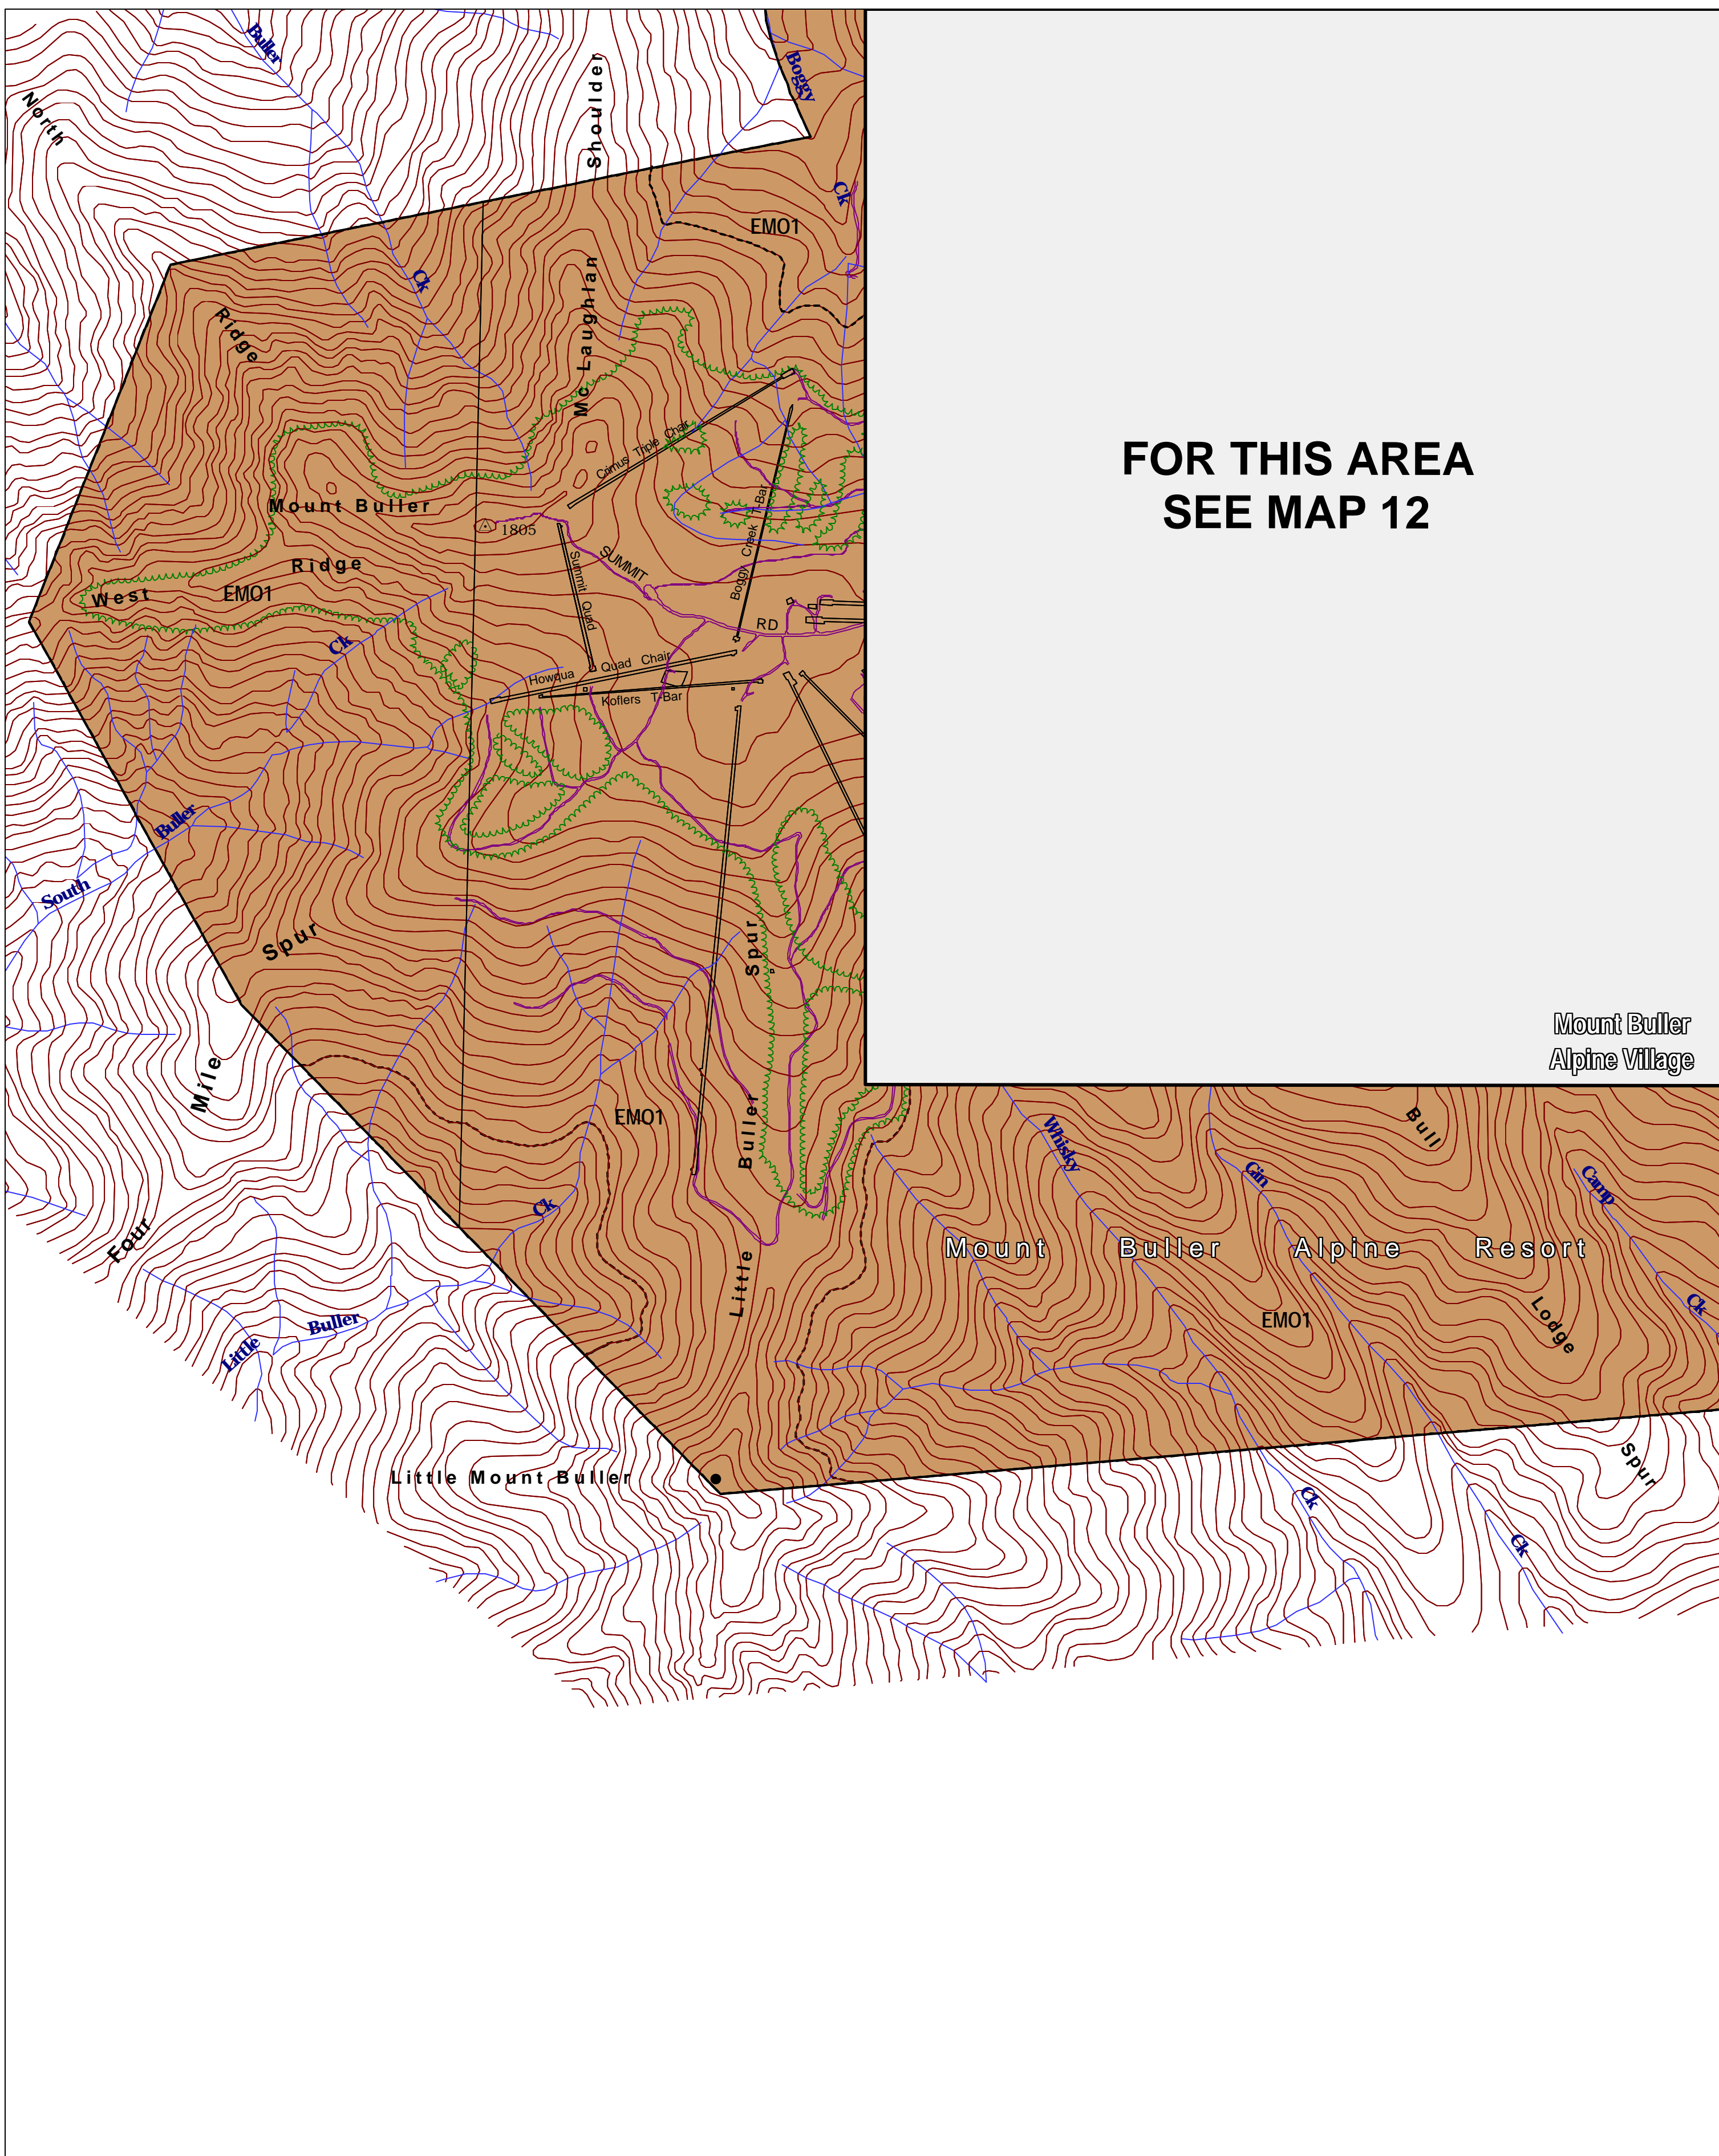 Buller
Boggy
North
Shoulder
Ck
EMO1
Ck
Ridge
Mc Laughlan
FOR THIS AREA
SEE MAP 12
Crimus Triple Chair
Mount Buller
1805
Boggy Creek T-Bar
Summit Quad
SUMMIT
RD
Ridge
West
EMO1
Ck
Howqua Quad Chair
Koflers T-Bar
Buller
South
Spur
Spur
Mount Buller
Alpine Village
Mile
EMO1
Buller
Whisky
Gin
Bull
Camp
Four
Ck
Little
Mount Buller Alpine Resort
Buller
Little
EMO1
Lodge
Ck
Little Mount Buller
Spur
Ck
Ck